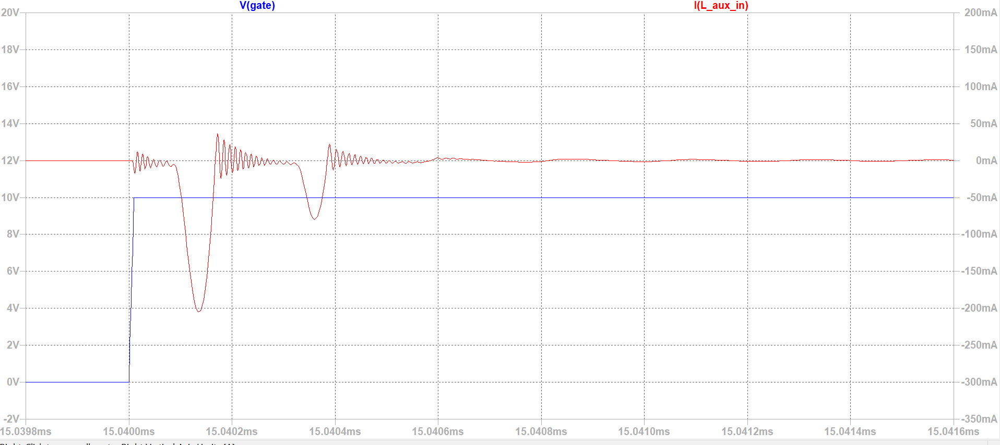 V(gate) I(L_aux_in)
20V 200mA
18V 150mA
16V 100mA
14V 50mA
12V 0mA
10V -50mA
8V -100mA
6V -150mA
4V -200mA
2V -250mA
0V -300mA
-2V -350mA
15.0398ms 15.0400ms 15.0402ms 15.0404ms 15.0406ms 15.0408ms 15.0410ms 15.0412ms 15.0414ms 15.0416ms